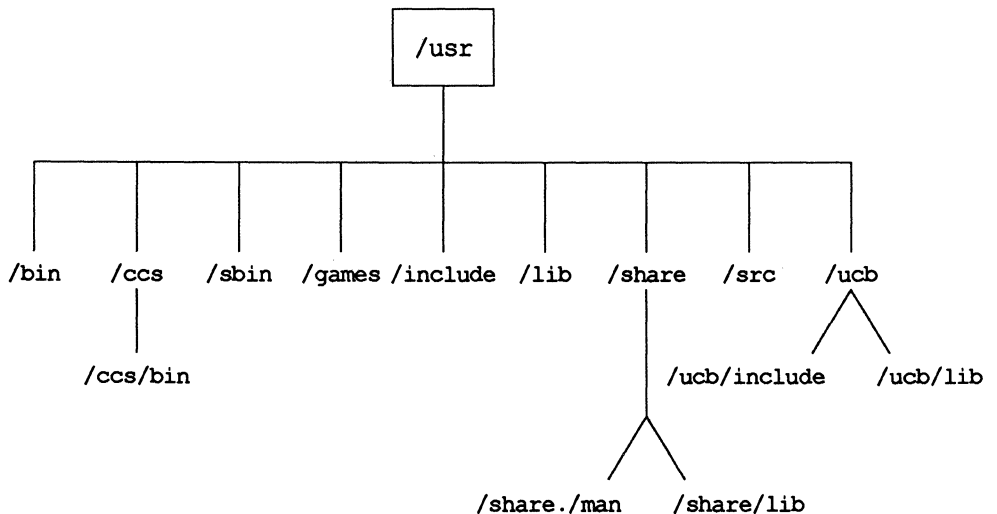 /usr
/bin /ccs /sbin /games /include /lib /share /src /ucb
/ccs/bin /ucb/include /ucb/lib
/share./man /share/lib